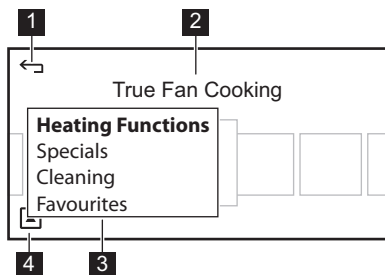 1
2
True Fan Cooking
Heating Functions
Specials
Cleaning
Favourites
4
3